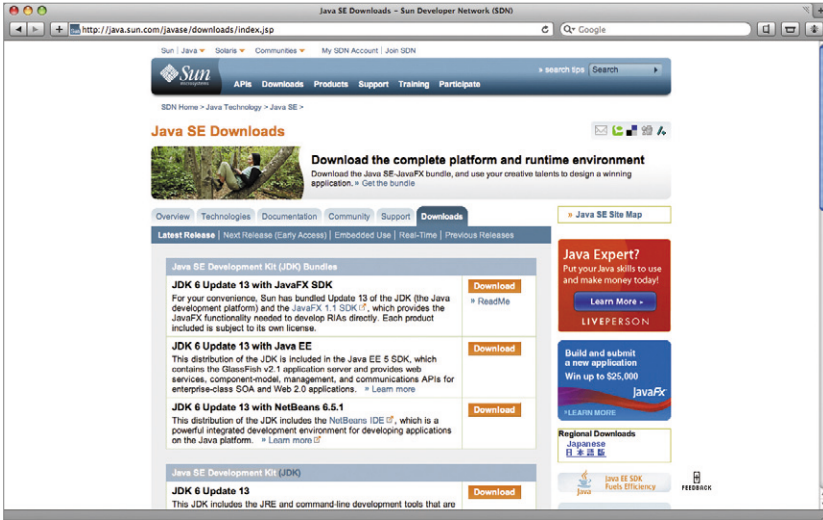 Java SE Downloads – Sun Developer Network (SDN)
http://java.sun.com/javase/downloads/index.jsp
Google
Sun | Java Solaris Communities My SDN Account | Join SDN
Sun
microsystems
» search tips Search
APIs Downloads Products Support Training Participate
SDN Home > Java Technology > Java SE >
Java SE Downloads
Download the complete platform and runtime environment
Download the Java SE-JavaFX bundle, and use your creative talents to design a winning
application. » Get the bundle
Overview Technologies Documentation Community Support Downloads
Latest Release | Next Release (Early Access) | Embedded Use | Real-Time | Previous Releases
Java SE Development Kit (JDK) Bundles
JDK 6 Update 13 with JavaFX SDK
For your convenience, Sun has bundled Update 13 of the JDK (the Java
development platform) and the JavaFX 1.1 SDK, which provides the
JavaFX functionality needed to develop RIAs directly. Each product
included is subject to its own license.
Download
» ReadMe
JDK 6 Update 13 with Java EE
This distribution of the JDK is included in the Java EE 5 SDK, which
contains the GlassFish v2.1 application server and provides web
services, component-model, management, and communications APIs for
enterprise-class SOA and Web 2.0 applications. » Learn more
Download
JDK 6 Update 13 with NetBeans 6.5.1
This distribution of the JDK includes the NetBeans IDE, which is a
powerful integrated development environment for developing applications
on the Java platform. » Learn more
Download
Java SE Development Kit (JDK)
JDK 6 Update 13
This JDK includes the JRE and command-line development tools that are
Download
» Java SE Site Map
Java Expert?
Put your Java skills to use
and make money today!
Learn More
LIVEPERSON
Build and submit
a new application
Win up to $25,000
JavaFX
»LEARN MORE
Regional Downloads
Japanese
日本語版
Java
Java EE SDK
Fuels Efficiency
FEEDBACK